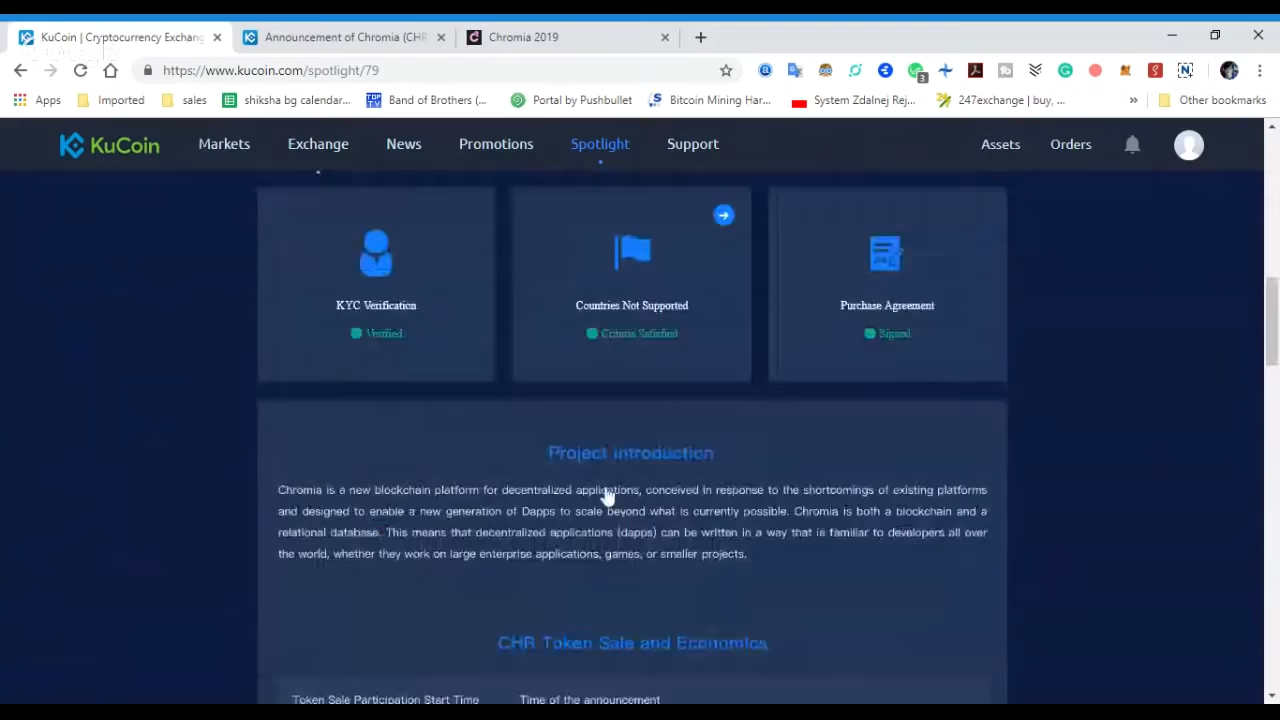 KuCoin | Cryptocurrency Exchang
Announcement of Chromia (CHR
Chromia 2019
https://www.kucoin.com/spotlight/79
3
Apps
Imported
sales
shiksha bg calendar...
Band of Brothers (...
Portal by Pushbullet
Bitcoin Mining Har...
System Zdalnej Rej...
247exchange | buy, ...
»
Other bookmarks
KuCoin
Markets
Exchange
News
Promotions
Spotlight
Support
Assets
Orders
KYC Verification
Verified
Countries Not Supported
Criteria Satisfied
Purchase Agreement
Signed
Project introduction
Chromia is a new blockchain platform for decentralized applications, conceived in response to the shortcomings of existing platforms
and designed to enable a new generation of Dapps to scale beyond what is currently possible. Chromia is both a blockchain and a
relational database. This means that decentralized applications (dapps) can be written in a way that is familiar to developers all over
the world, whether they work on large enterprise applications, games, or smaller projects.
CHR Token Sale and Economics
Token Sale Participation Start Time
Time of the announcement